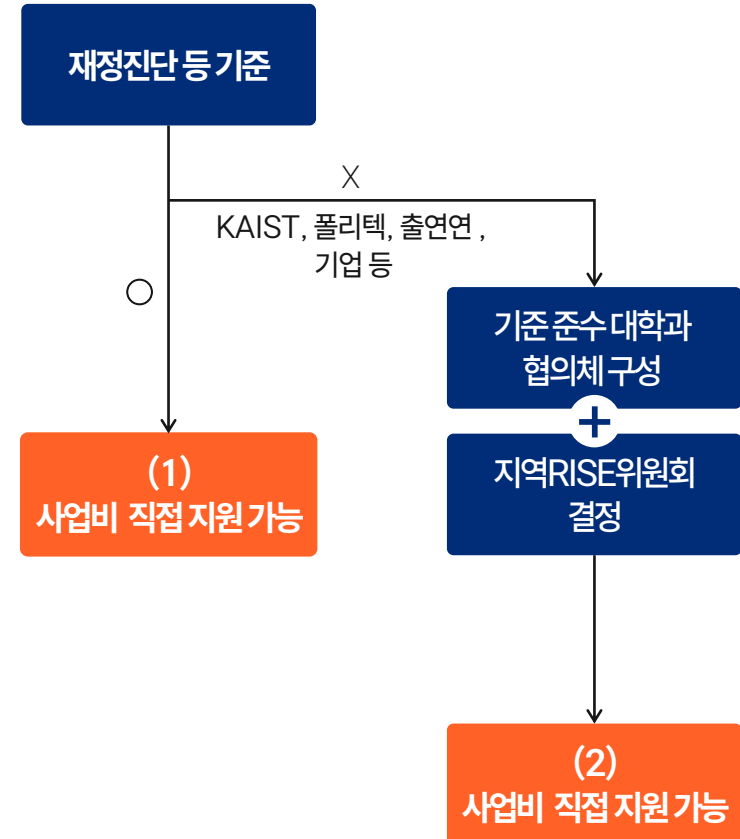 재정진단 등 기준
X
KAIST, 폴리텍, 출연연 ,
기업 등
○
기준 준수 대학과
협의체 구성
+
지역RISE위원회
결정
(1)
사업비 직접 지원 가능
(2)
사업비 직접 지원 가능